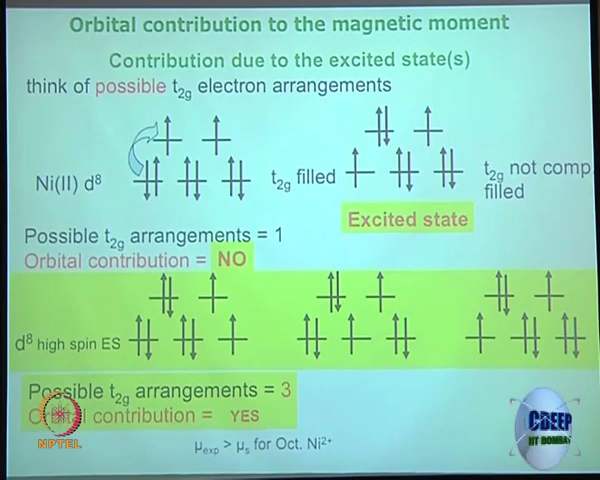 Orbital contribution to the magnetic moment
Contribution due to the excited state(s)
think of possible t2g electron arrangements
Ni(II) d8
t2g filled
t2g not comp.
filled
Excited state
Possible t2g arrangements = 1
Orbital contribution = NO
d8 high spin ES
Possible t2g arrangements = 3
Orbital contribution = YES
μexp > μs for Oct. Ni2+
NPTEL
CDEEP
IIT BOMBAY